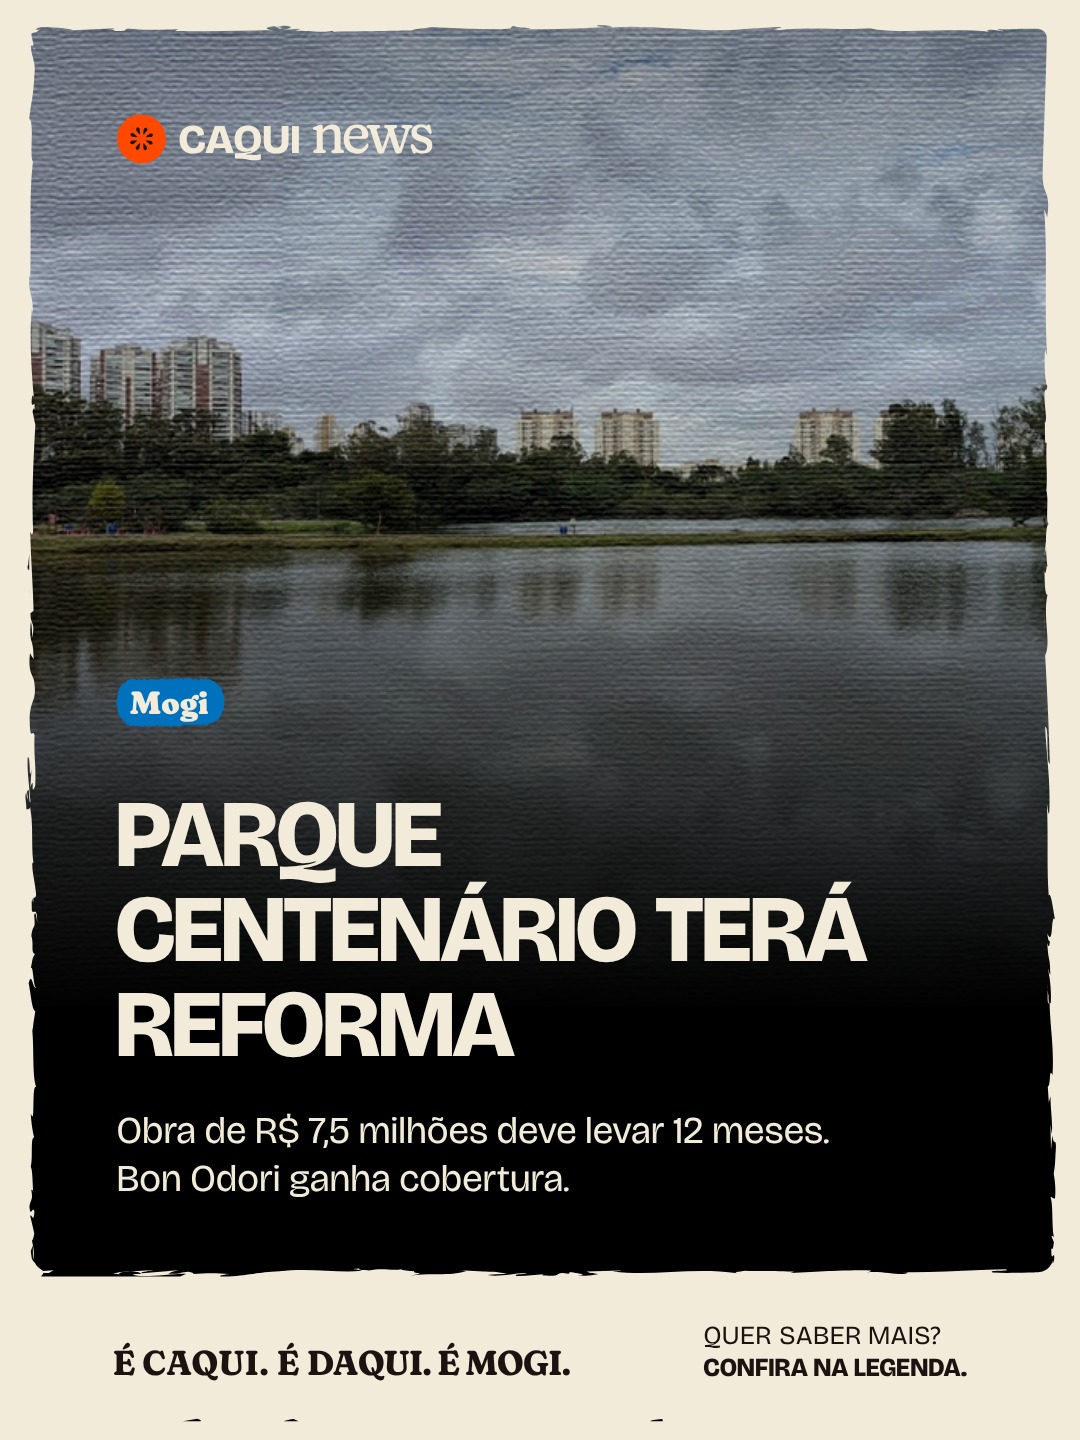 CAQUI news
Mogi
PARQUE
CENTENÁRIO TERÁ
REFORMA
Obra de R$ 7,5 milhões deve levar 12 meses.
Bon Odori ganha cobertura.
QUER SABER MAIS?
É CAQUI. É DAQUI. É MOGI.
CONFIRA NA LEGENDA.